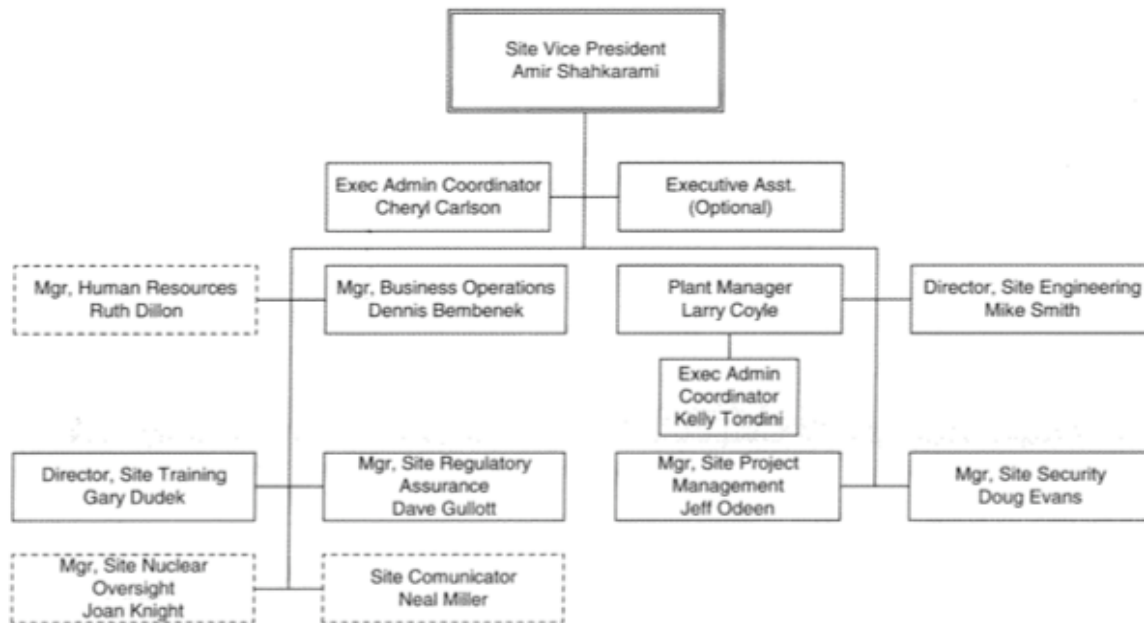 Site Vice President
Amir Shahkarami
Exec Admin Coordinator
Cheryl Carlson
Executive Asst.
(Optional)
Mgr, Human Resources
Ruth Dillon
Mgr, Business Operations
Dennis Bembenek
Plant Manager
Larry Coyle
Director, Site Engineering
Mike Smith
Exec Admin
Coordinator
Kelly Tondini
Director, Site Training
Gary Dudek
Mgr, Site Regulatory
Assurance
Dave Gullott
Mgr, Site Project
Management
Jeff Odeen
Mgr, Site Security
Doug Evans
Mgr, Site Nuclear
Oversight
Joan Knight
Site Comunicator
Neal Miller